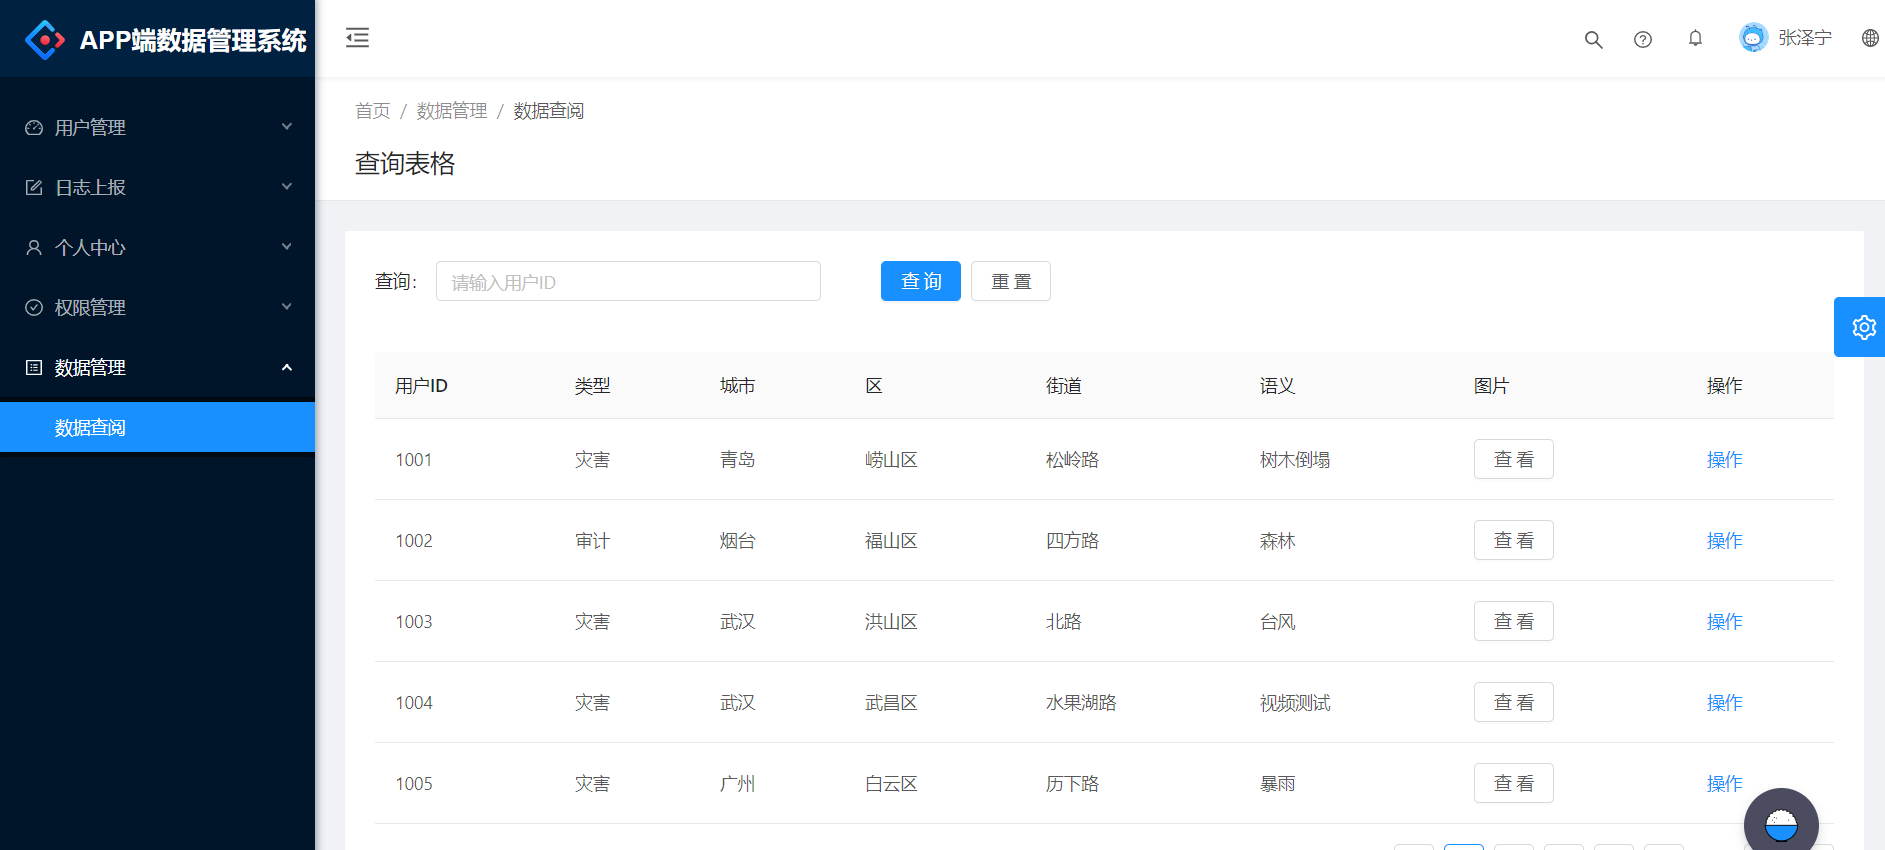 APP端数据管理系统
张泽宁
用户管理
日志上报
个人中心
权限管理
数据管理
数据查阅
首页 / 数据管理 / 数据查阅
查询表格
查询: 请输入用户ID 查 询 重 置
用户ID 类型 城市 区 街道 语义 图片 操作
1001 灾害 青岛 崂山区 松岭路 树木倒塌 查 看 操作
1002 审计 烟台 福山区 四方路 森林 查 看 操作
1003 灾害 武汉 洪山区 北路 台风 查 看 操作
1004 灾害 武汉 武昌区 水果湖路 视频测试 查 看 操作
1005 灾害 广州 白云区 历下路 暴雨 查 看 操作